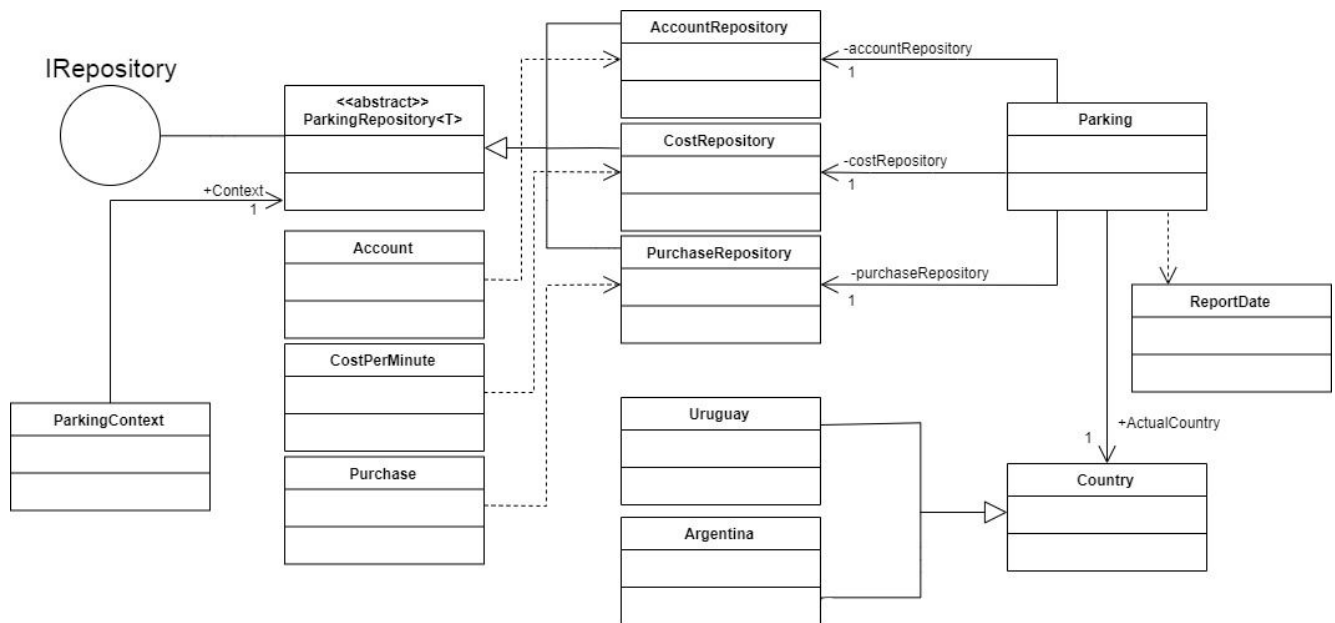 IRepository
<<abstract>>
ParkingRepository<T>
+Context
1
ParkingContext
Account
CostPerMinute
Purchase
AccountRepository
CostRepository
PurchaseRepository
-accountRepository
1
-costRepository
1
-purchaseRepository
1
Parking
ReportDate
+ActualCountry
1
Uruguay
Argentina
Country